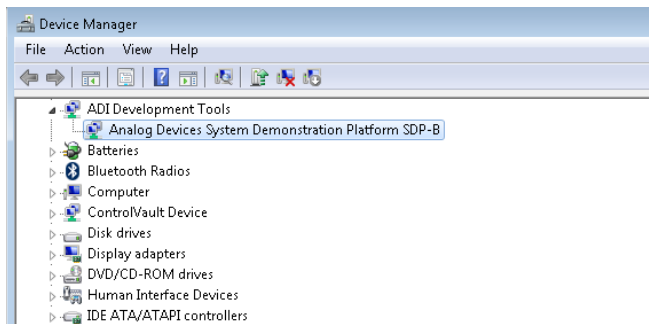 Device Manager
File Action View Help
ADI Development Tools
Analog Devices System Demonstration Platform SDP-B
Batteries
Bluetooth Radios
Computer
ControlVault Device
Disk drives
Display adapters
DVD/CD-ROM drives
Human Interface Devices
IDE ATA/ATAPI controllers